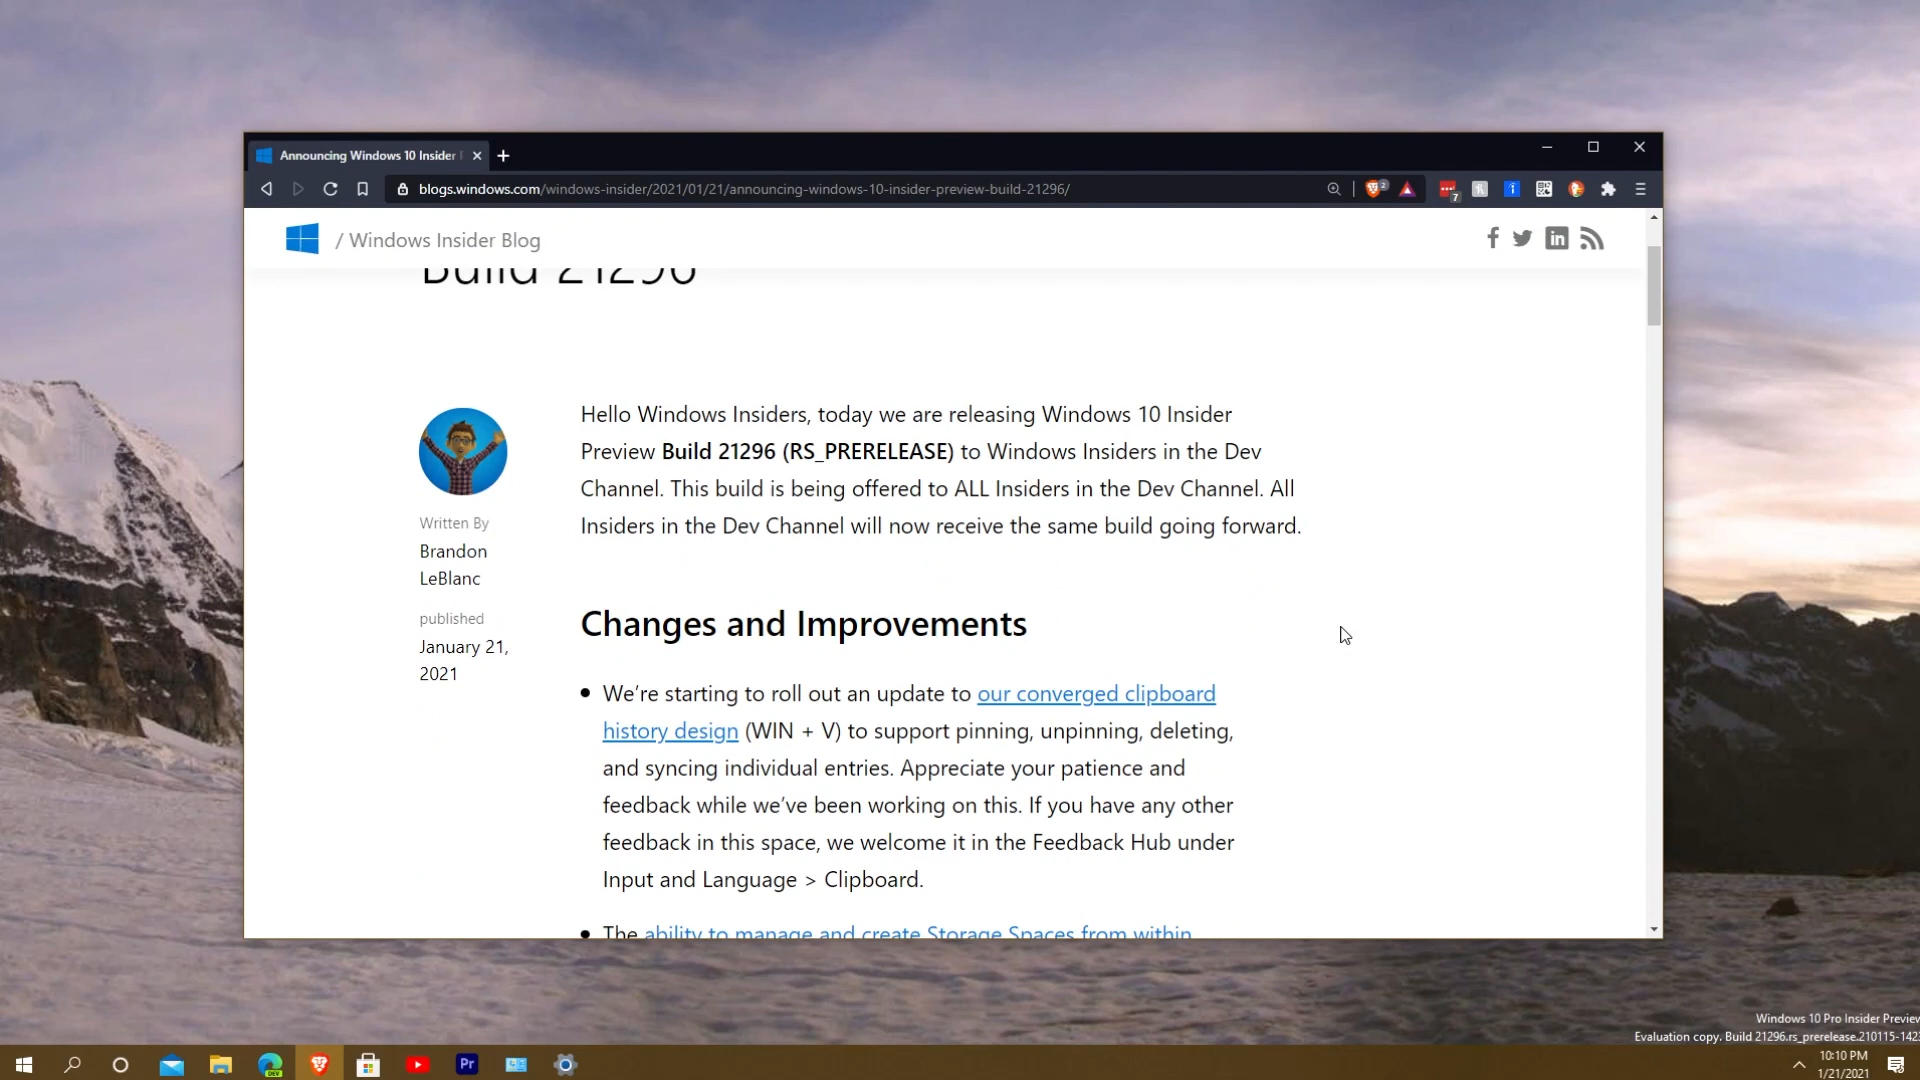 Announcing Windows 10 Insider
blogs.windows.com/windows-insider/2021/01/21/announcing-windows-10-insider-preview-build-21296/
2
7
/ Windows Insider Blog
Build 21296
Hello Windows Insiders, today we are releasing Windows 10 Insider
Preview Build 21296 (RS_PRERELEASE) to Windows Insiders in the Dev
Channel. This build is being offered to ALL Insiders in the Dev Channel. All
Insiders in the Dev Channel will now receive the same build going forward.
Written By
Brandon
LeBlanc
published
January 21,
2021
Changes and Improvements
• We’re starting to roll out an update to our converged clipboard
history design (WIN + V) to support pinning, unpinning, deleting,
and syncing individual entries. Appreciate your patience and
feedback while we’ve been working on this. If you have any other
feedback in this space, we welcome it in the Feedback Hub under
Input and Language > Clipboard.
• The ability to manage and create Storage Spaces from within
Windows 10 Pro Insider Preview
Evaluation copy. Build 21296.rs_prerelease.210115-142
DEV
Pr
10:10 PM
1/21/2021